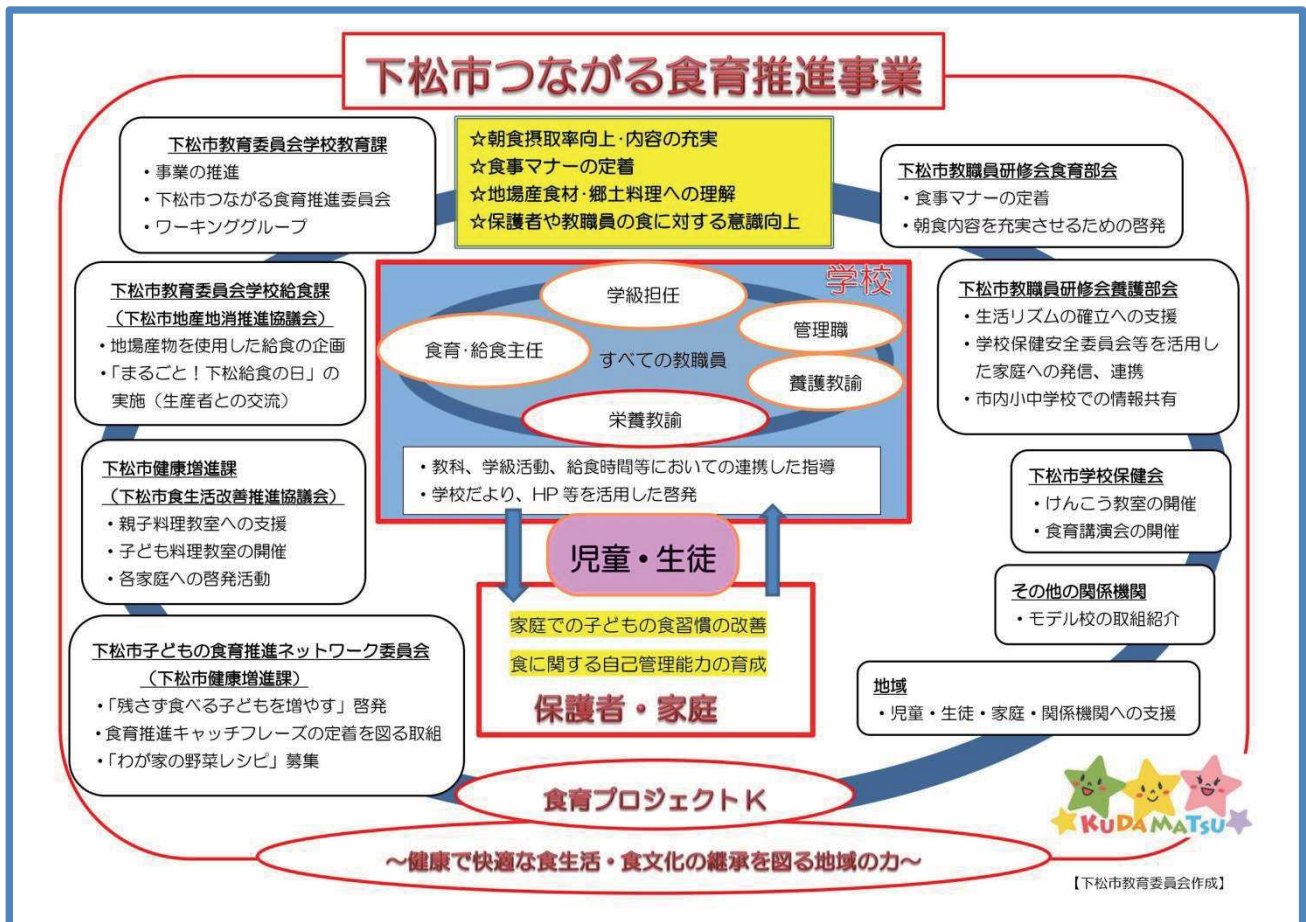 下松市つながる食育推進事業
☆朝食摂取率向上・内容の充実
☆食事マナーの定着
☆地場産食材・郷土料理への理解
☆保護者や教職員の食に対する意識向上
下松市教育委員会学校教育課
・事業の推進
・下松市つながる食育推進委員会
・ワーキンググループ
下松市教育委員会学校給食課
（下松市地産地消推進協議会）
・地場産物を使用した給食の企画
・「まるごと！下松給食の日」の
実施（生産者との交流）
下松市健康増進課
（下松市食生活改善推進協議会）
・親子料理教室への支援
・子ども料理教室の開催
・各家庭への啓発活動
下松市子どもの食育推進ネットワーク委員会
（下松市健康増進課）
・「残さず食べる子どもを増やす」啓発
・食育推進キャッチフレーズの定着を図る取組
・「わが家の野菜レシピ」募集
学校
学級担任
管理職
食育・給食主任
すべての教職員
養護教諭
栄養教諭
・教科、学級活動、給食時間等においての連携した指導
・学校だより、HP 等を活用した啓発
児童・生徒
家庭での子どもの食習慣の改善
食に関する自己管理能力の育成
保護者・家庭
下松市教職員研修会食育部会
・食事マナーの定着
・朝食内容を充実させるための啓発
下松市教職員研修会養護部会
・生活リズムの確立への支援
・学校保健安全委員会等を活用し
た家庭への発信、連携
・市内小中学校での情報共有
下松市学校保健会
・けんこう教室の開催
・食育講演会の開催
その他の関係機関
・モデル校の取組紹介
地域
・児童・生徒・家庭・関係機関への支援
食育プロジェクトK
～健康で快適な食生活・食文化の継承を図る地域の力～
KUDAMATSU
【下松市教育委員会作成】